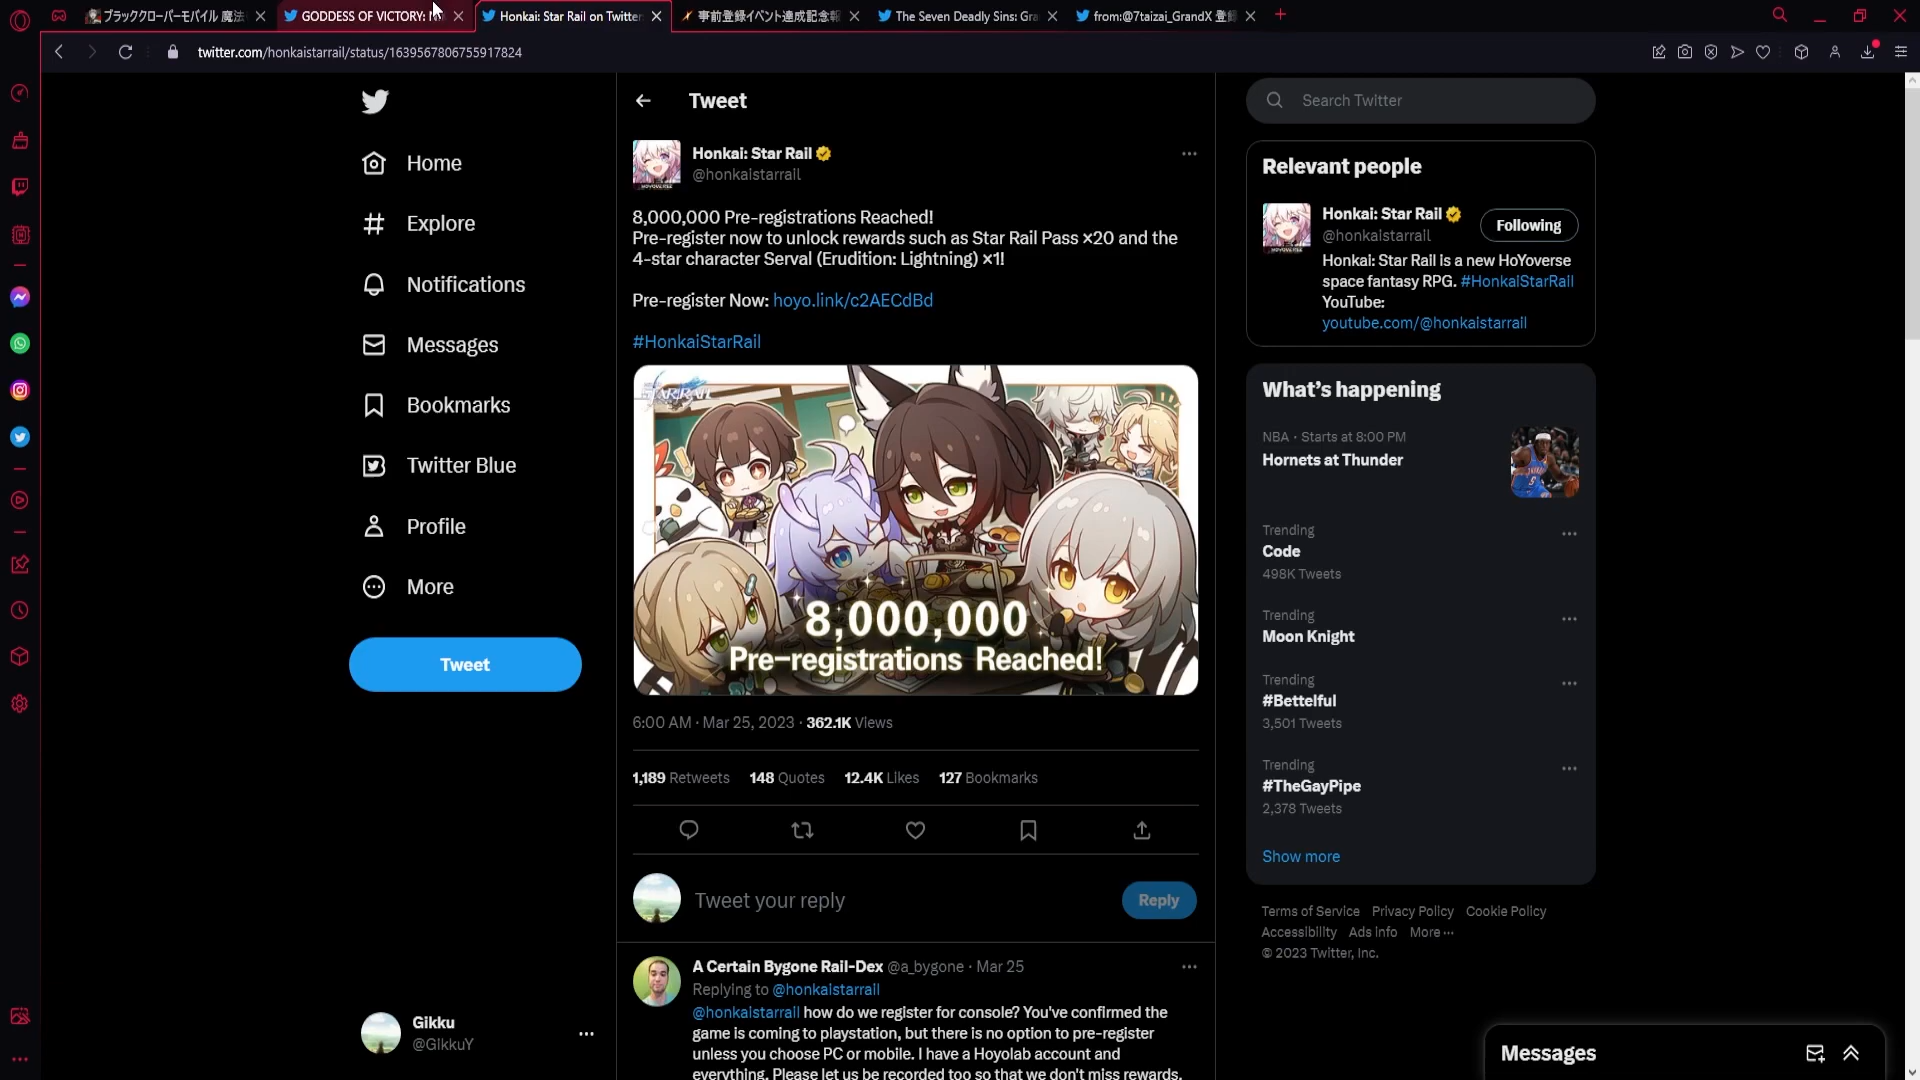 ブラッククローバーモバイル 魔法
GODDESS OF VICTORY: N
Honkai: Star Rail on Twitter
事前登録イベント達成記念報
The Seven Deadly Sins: Gra
from:@7taizai_GrandX 登録
twitter.com/honkaistarrail/status/1639567806755917824
Home
Explore
Notifications
Messages
Bookmarks
Twitter Blue
Profile
More
Tweet
Gikku
@GikkuY
Tweet
Honkai: Star Rail
@honkaistarrail
8,000,000 Pre-registrations Reached!
Pre-register now to unlock rewards such as Star Rail Pass ×20 and the
4-star character Serval (Erudition: Lightning) ×1!
Pre-register Now: hoyo.link/c2AECdBd
#HonkaiStarRail
STAR RAIL
8,000,000
Pre-registrations Reached!
6:00 AM · Mar 25, 2023 · 362.1K Views
1,189 Retweets 148 Quotes 12.4K Likes 127 Bookmarks
Tweet your reply
Reply
A Certain Bygone Rail-Dex @a_bygone · Mar 25
Replying to @honkaistarrail
@honkaistarrail how do we register for console? You've confirmed the
game is coming to playstation, but there is no option to pre-register
unless you choose PC or mobile. I have a Hoyolab account and
everything. Please let us be recorded too so that we don't miss rewards.
Search Twitter
Relevant people
Honkai: Star Rail
@honkaistarrail
Following
Honkai: Star Rail is a new HoYoverse
space fantasy RPG. #HonkaiStarRail
YouTube:
youtube.com/@honkaistarrail
What's happening
NBA · Starts at 8:00 PM
Hornets at Thunder
Trending
Code
498K Tweets
Trending
Moon Knight
Trending
#Bettelful
3,501 Tweets
Trending
#TheGayPipe
2,378 Tweets
Show more
Terms of Service Privacy Policy Cookie Policy
Accessibility Ads info More ···
© 2023 Twitter, Inc.
Messages